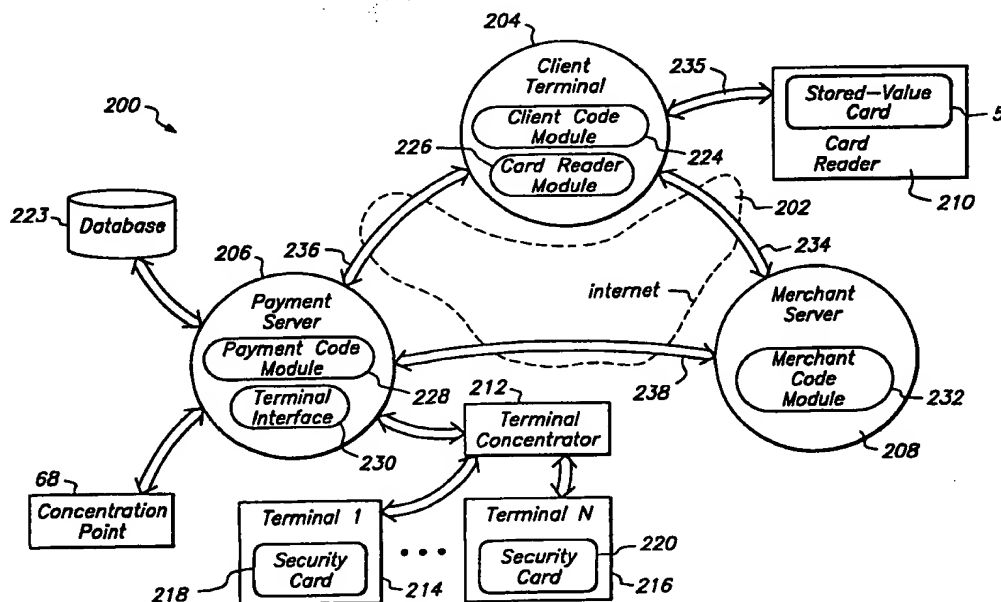 204
Client
Terminal
235
Stored-Value
Card
5
200
Client Code
Module
224
Card
Reader
226
Card Reader
Module
210
223
Database
202
236
234
206
internet
Payment
Server
Merchant
Server
Payment Code
Module
Merchant
Code
Module
228
212
238
232
Terminal
Interface
Terminal
Concentrator
230
208
68
Concentration
Point
Terminal 1
Terminal N
Security
Card
Security
Card
220
218
214
216